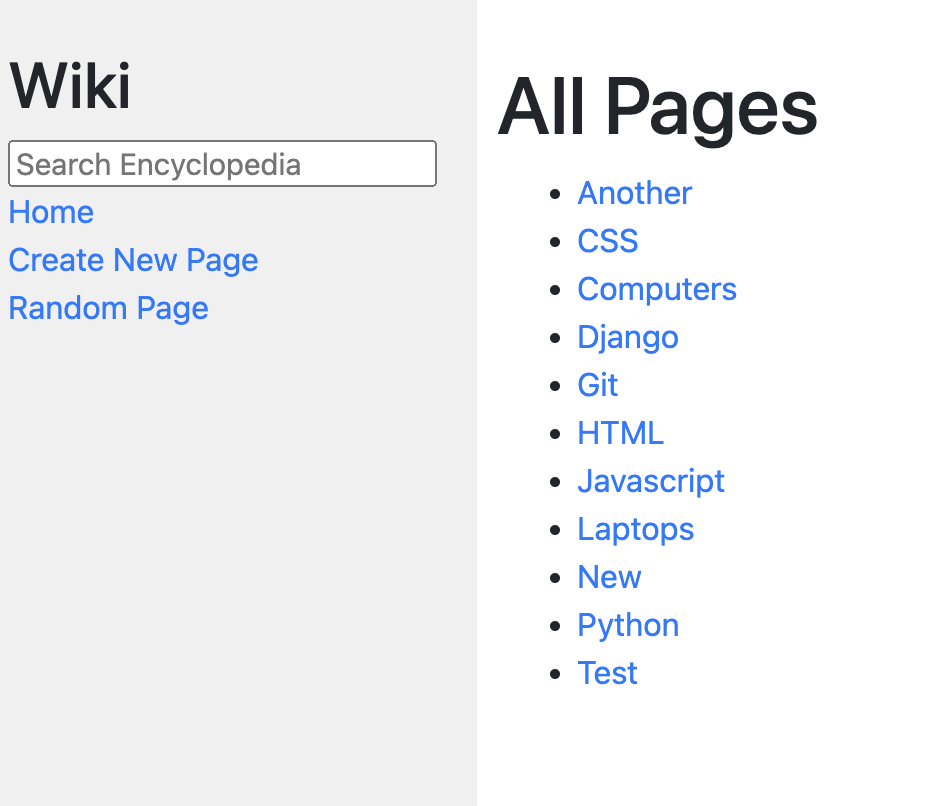 Wiki
Search Encyclopedia
Home
Create New Page
Random Page
All Pages
Another
CSS
Computers
Django
Git
HTML
Javascript
Laptops
New
Python
Test